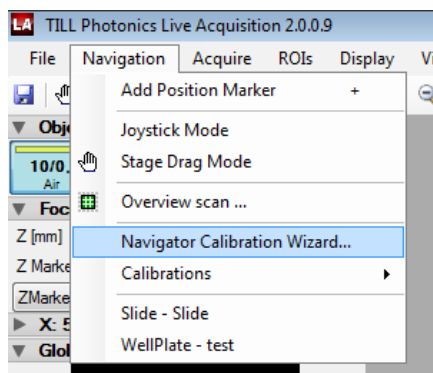 LA TILL Photonics Live Acquisition 2.0.0.9
File Navigation Acquire ROIs Display
Add Position Marker +
Obje
Joystick Mode
10/0. Stage Drag Mode
Air
Foc Overview scan ...
Z [mm] Navigator Calibration Wizard...
Z Marke Calibrations
ZMarke
X: 5 Slide - Slide
Glol WellPlate - test